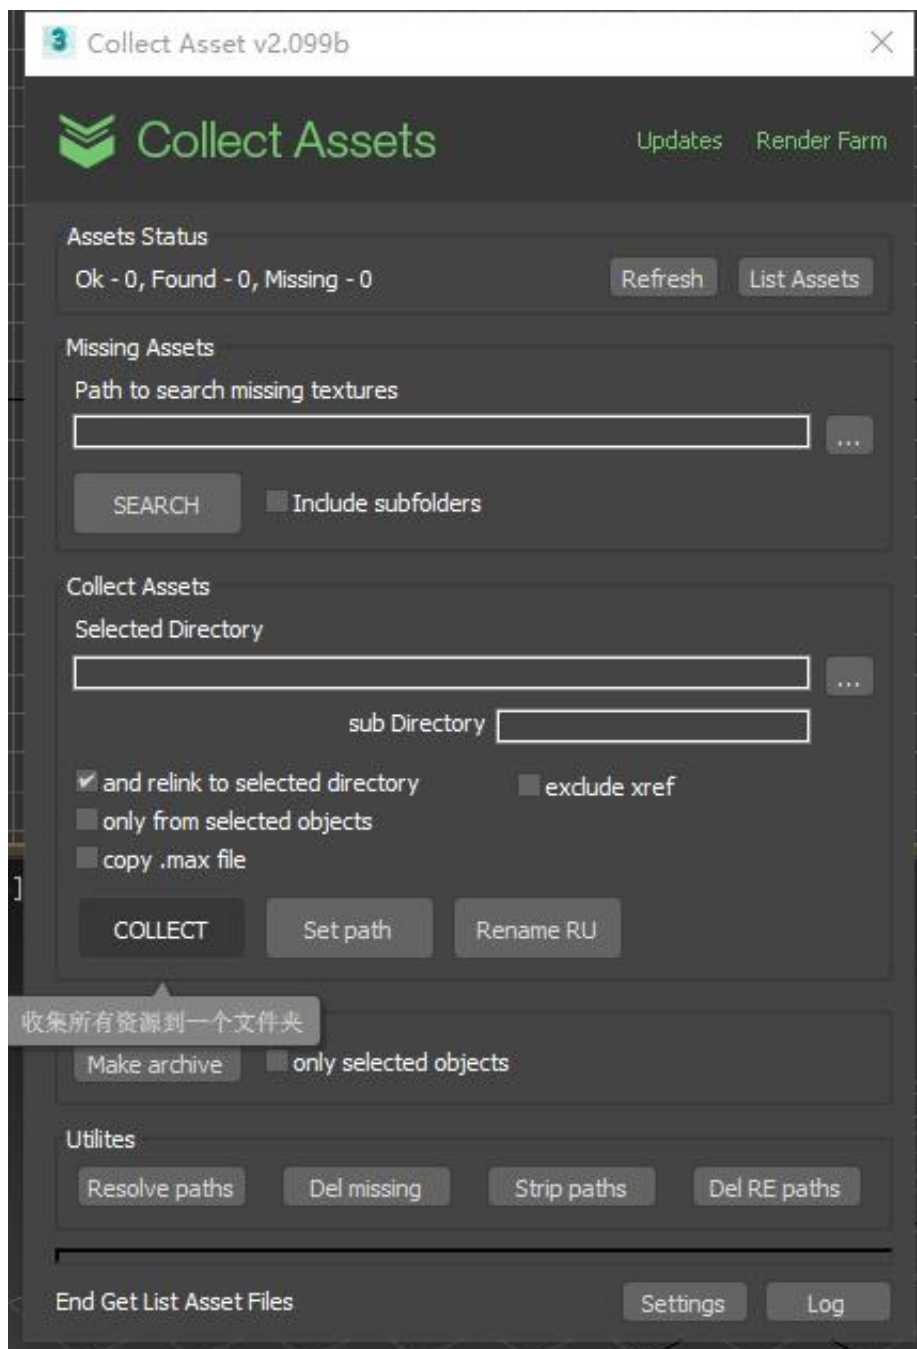 Collect Asset v2.099b
Collect Assets
Updates Render Farm
Assets Status
Ok - 0, Found - 0, Missing - 0
Refresh List Assets
Missing Assets
Path to search missing textures
...
SEARCH Include subfolders
Collect Assets
Selected Directory
...
sub Directory
and relink to selected directory exclude xref
only from selected objects
copy .max file
]
COLLECT Set path Rename RU
收集所有资源到一个文件夹
Make archive only selected objects
Utilites
Resolve paths Del missing Strip paths Del RE paths
End Get List Asset Files
Settings Log